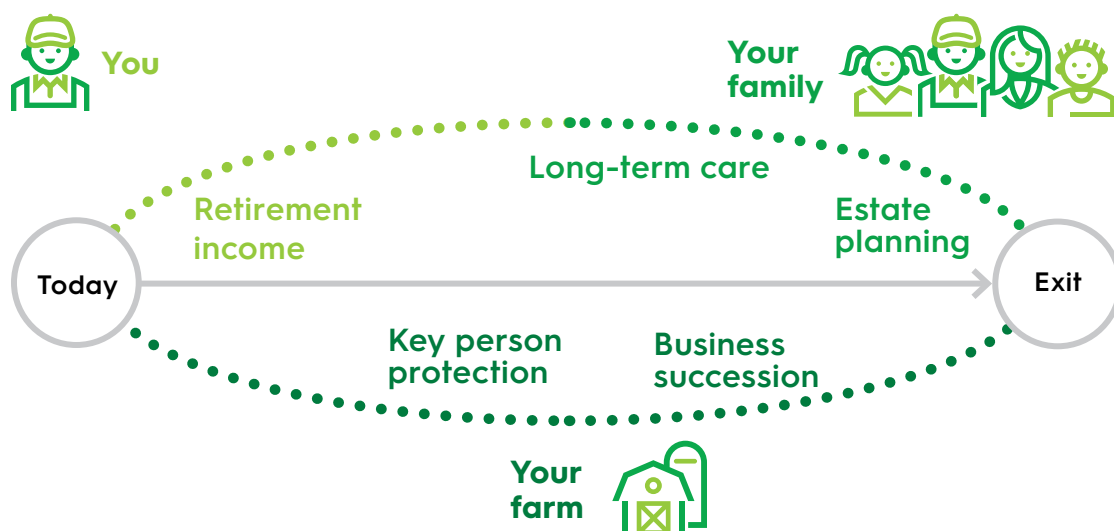 You
Your
family
Long-term care
Retirement
income
Estate
planning
Today
Exit
Key person
protection
Business
succession
Your
farm